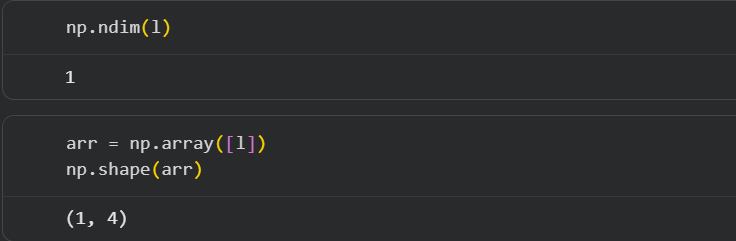 np.ndim(l)
1
arr = np.array([l])
np.shape(arr)
(1, 4)